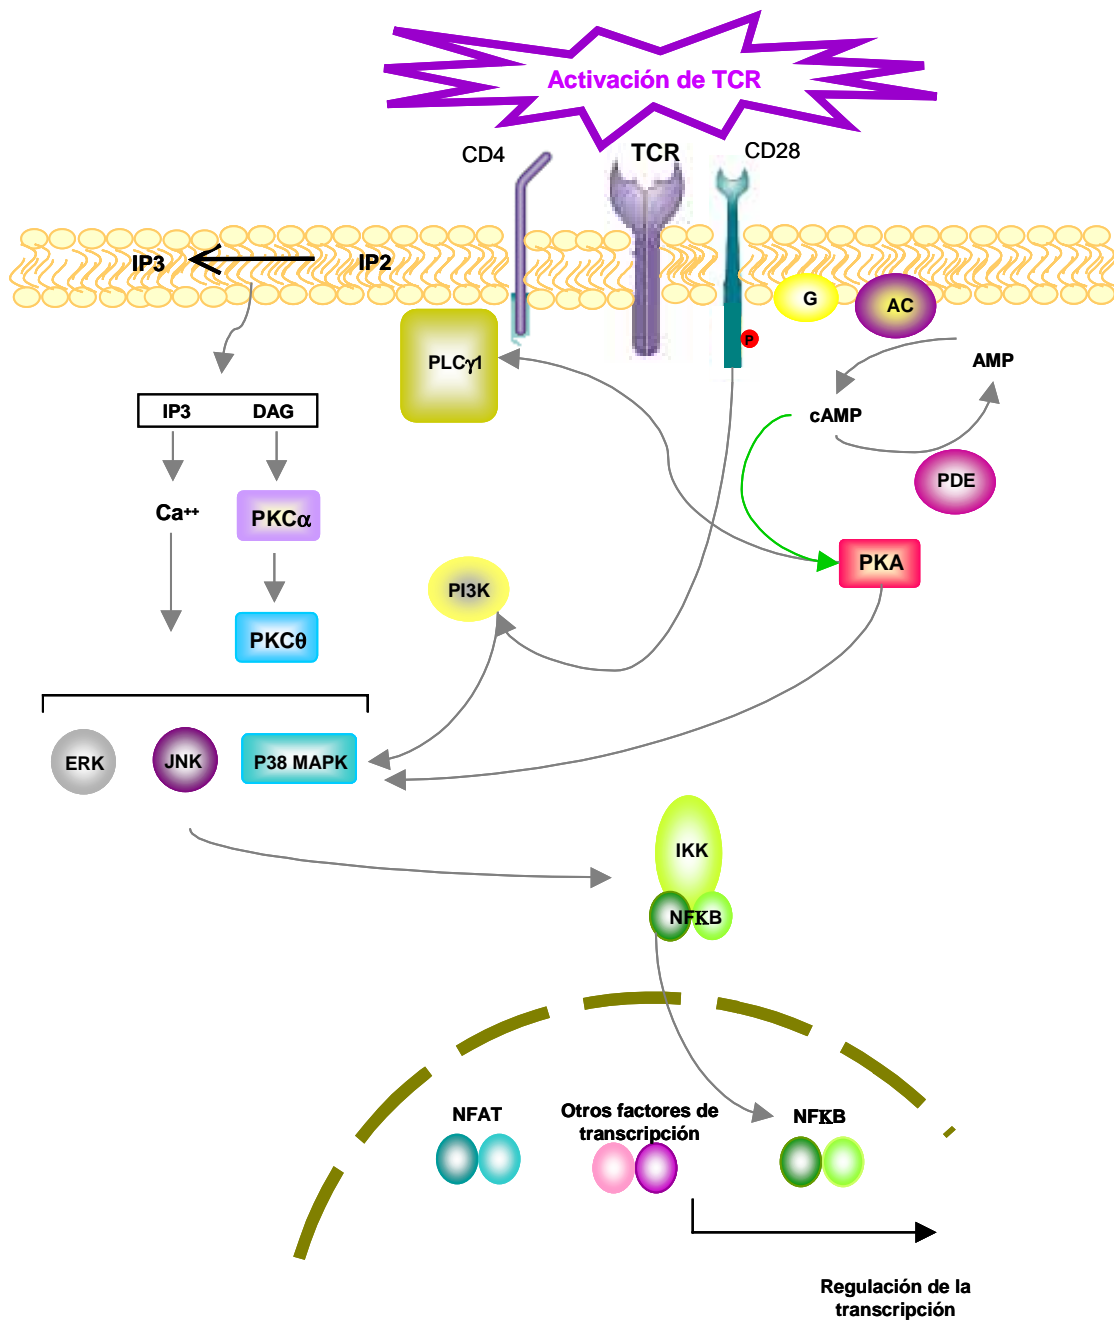 Activación de TCR
CD4
TCR
CD28
IP3
IP2
G
AC
P
PLCγ1
AMP
IP3
DAG
cAMP
PDE
Ca++
PKCα
PKA
PI3K
PKCθ
ERK
JNK
P38 MAPK
IKK
NFKB
NFAT
Otros factores de
transcripción
NFKB
Regulación de la
transcripción